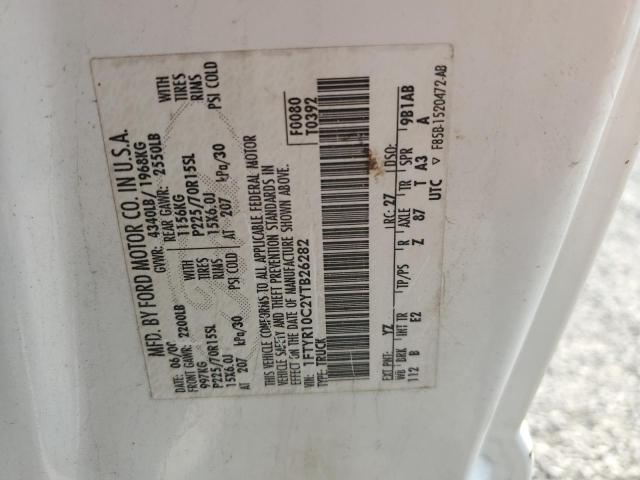 MFD. BY FORD MOTOR CO. IN U.S.A.
DATE: 06/00 GVWR: 4340LB/ 1968KG
FRONT GAWR: 2200LB REAR GAWR: 2550LB
997KG WITH 1156KG WITH
P225/70R15SL TIRES P225/70R15SL TIRES
15X6.0J RIMS 15X6.0J RIMS
AT 207 kPa/30 PSI COLD AT 207 kPa/30 PSI COLD
THIS VEHICLE CONFORMS TO ALL APPLICABLE FEDERAL MOTOR
VEHICLE SAFETY AND THEFT PREVENTION STANDARDS IN
EFFECT ON THE DATE OF MANUFACTURE SHOWN ABOVE.
VIN: 1FTYR10C2YTB26282 F0080
TYPE: TRUCK T0392
EXT PNT: YZ RC: 27 DSO:
WB BRK INT TR TP/PS R AXLE TR SPR
112 B E2 Z 87 T A3 9B1AB A
UTC F85B-1520472-AB